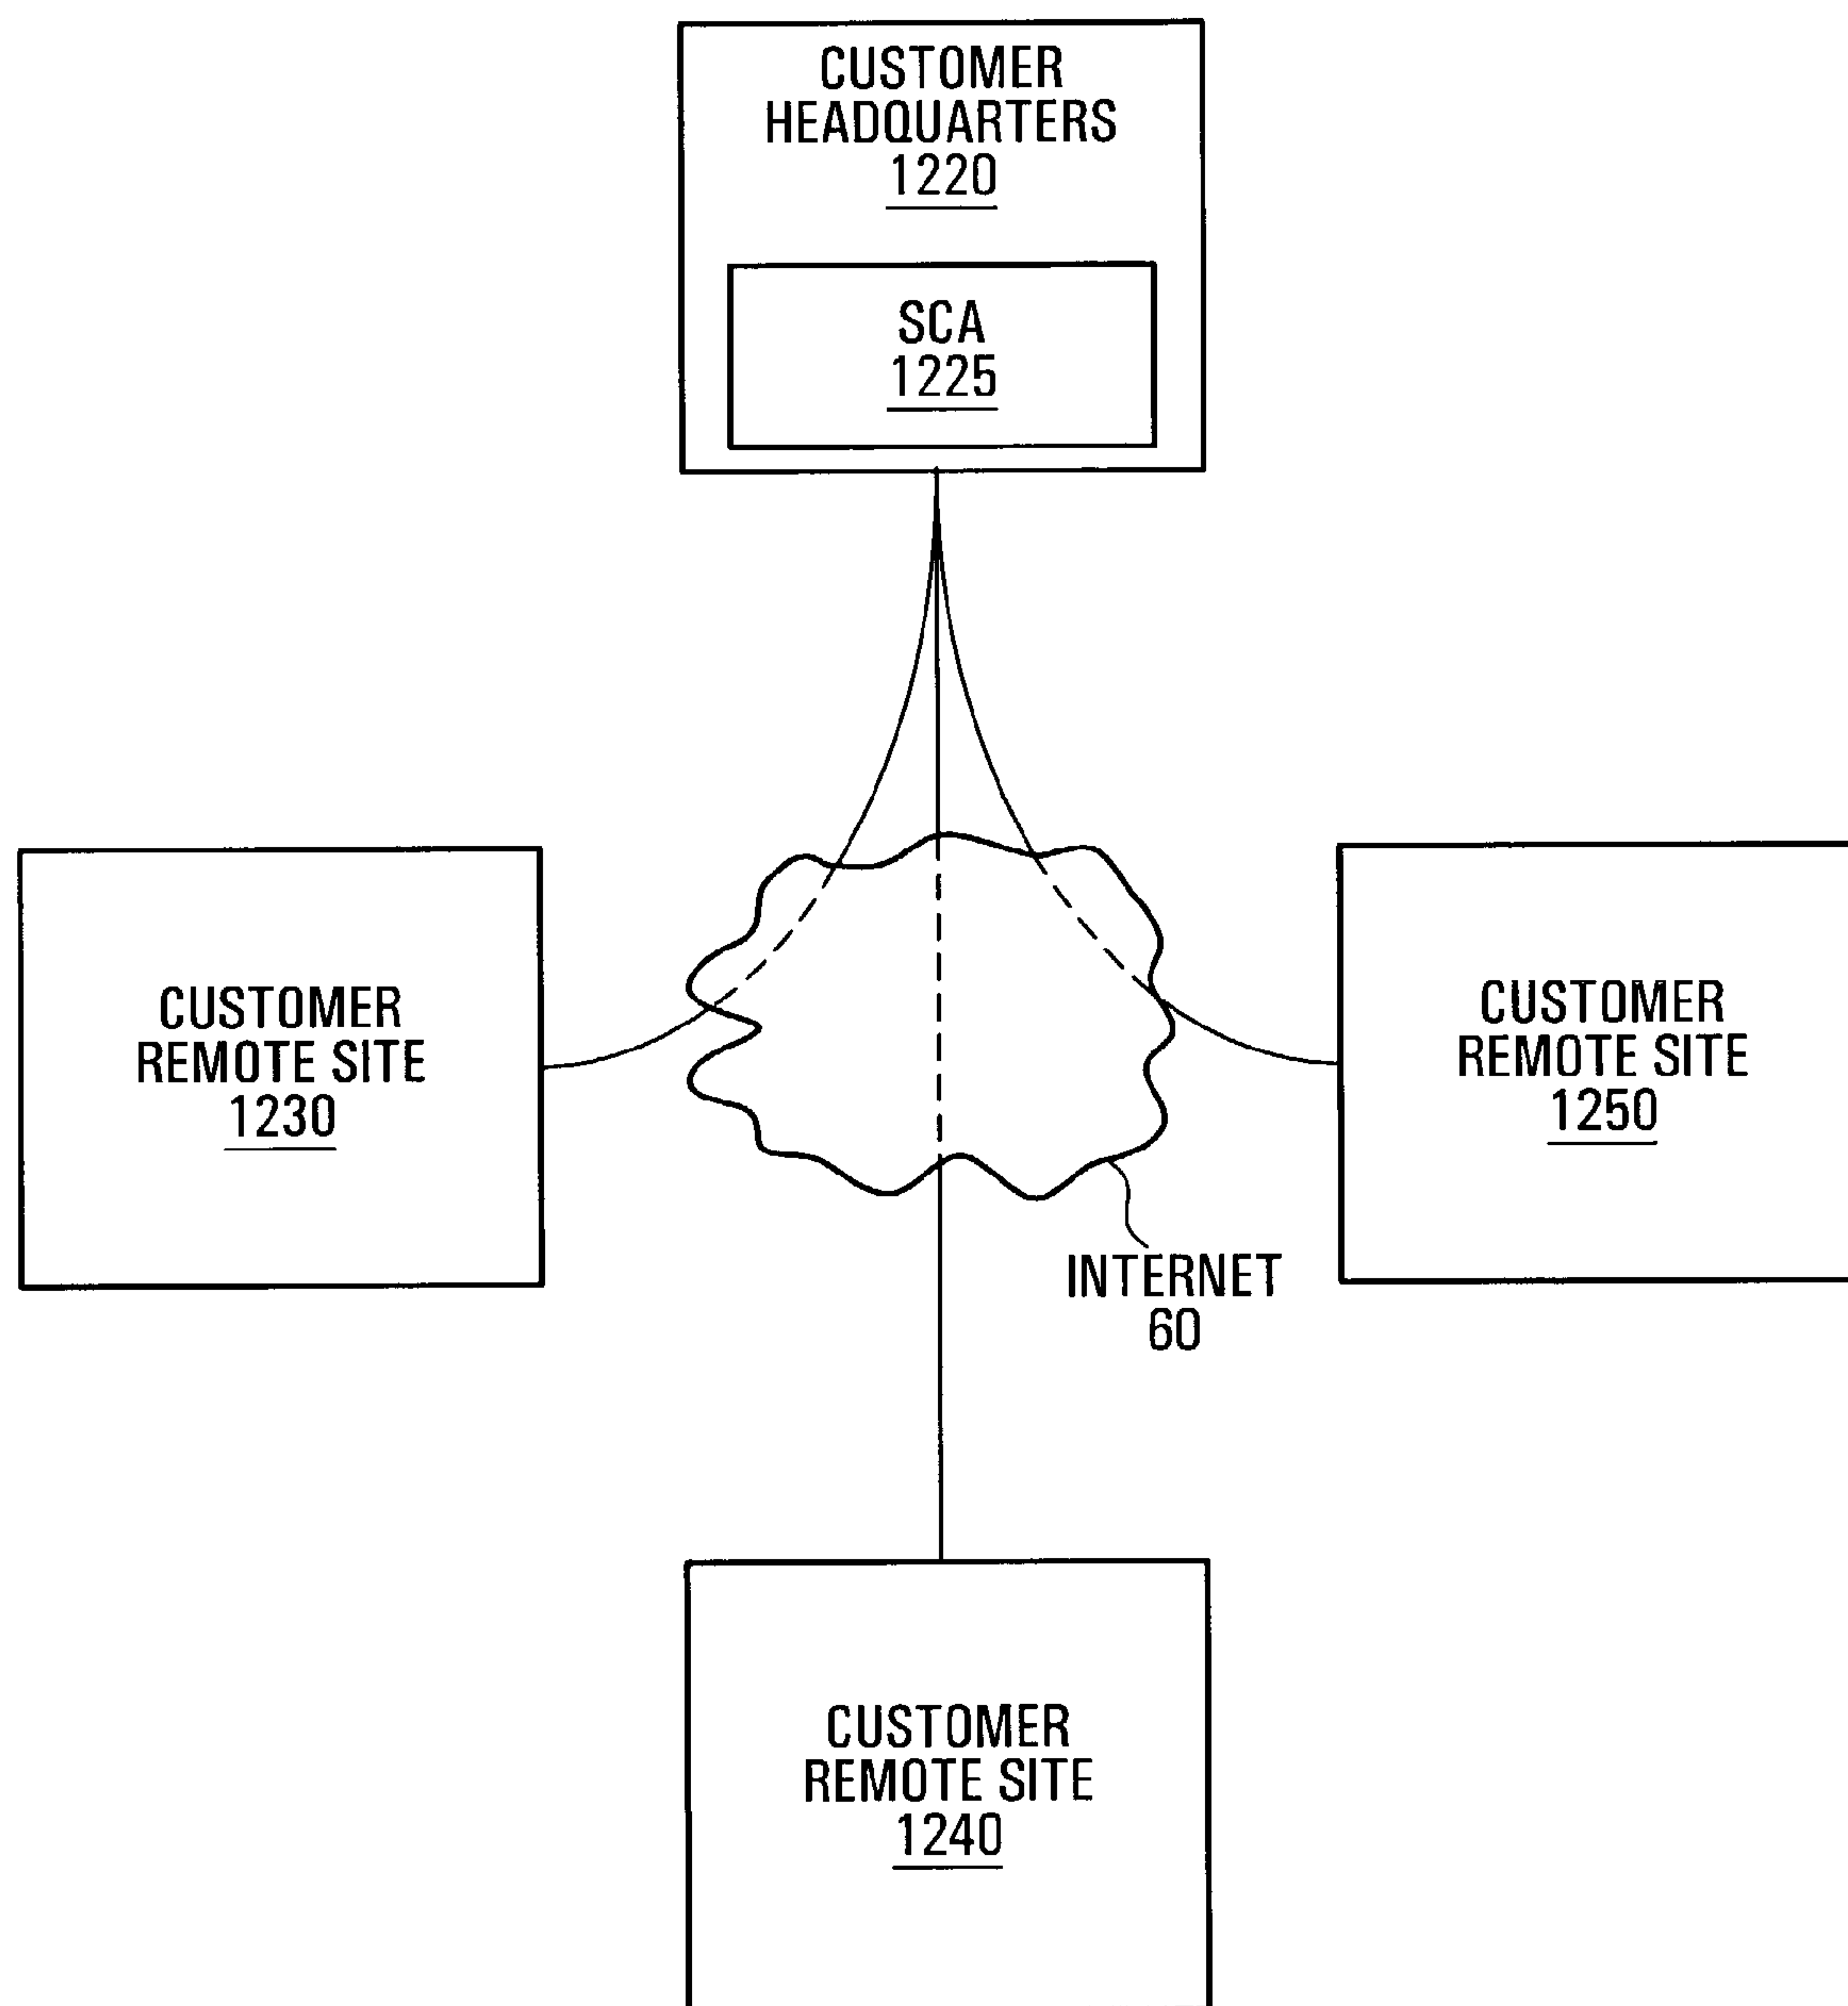 CUSTOMER
HEADQUARTERS
1220
SCA
1225
CUSTOMER
REMOTE SITE
1230
CUSTOMER
REMOTE SITE
1250
INTERNET
60
CUSTOMER
REMOTE SITE
1240